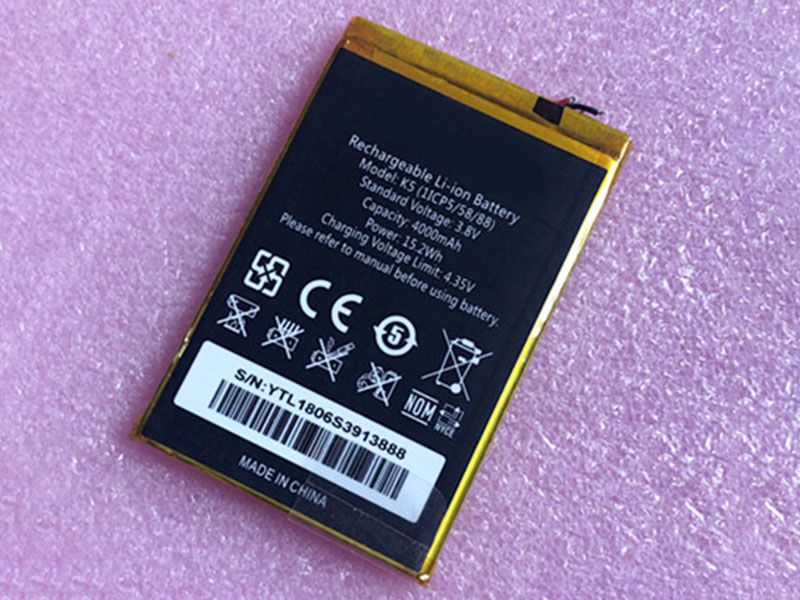 Rechargeable Li-ion Battery
Model: K5 (1ICP5/58/88)
Standard Voltage: 3.8V
Capacity: 4000mAh
Power: 15.2Wh
Charging Voltage Limit: 4.35V
Please refer to manual before using battery.
CE
5
NOM
NYCE
S/N:YTL1806S3913888
MADE IN CHINA